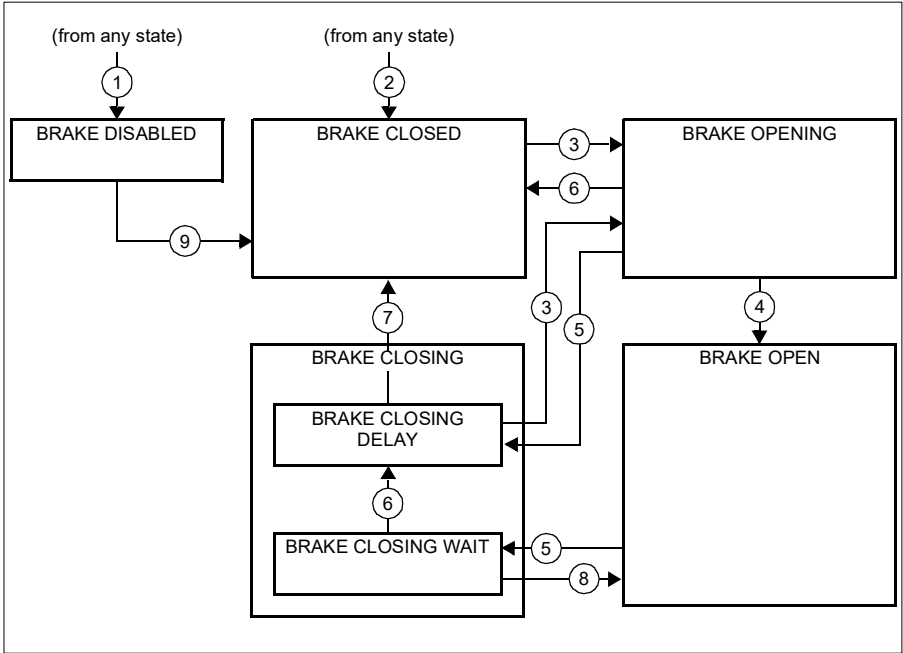 (from any state)
(from any state)
1
2
BRAKE DISABLED
BRAKE CLOSED
BRAKE OPENING
3
6
9
3
5
4
7
BRAKE CLOSING
BRAKE OPEN
BRAKE CLOSING
DELAY
6
BRAKE CLOSING WAIT
5
8